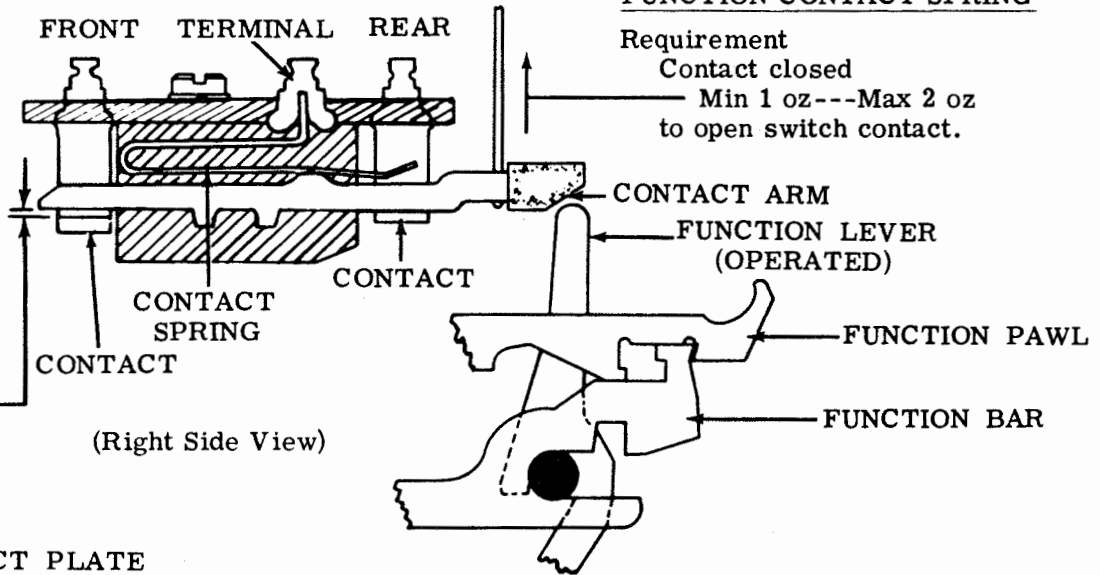 FUNCTION CONTACT SPRING
FRONT TERMINAL REAR
Requirement
Contact closed
Min 1 oz---Max 2 oz
to open switch contact.
CONTACT ARM
FUNCTION LEVER
(OPERATED)
CONTACT
CONTACT
SPRING
CONTACT
FUNCTION PAWL
FUNCTION BAR
(Right Side View)
CT PLATE